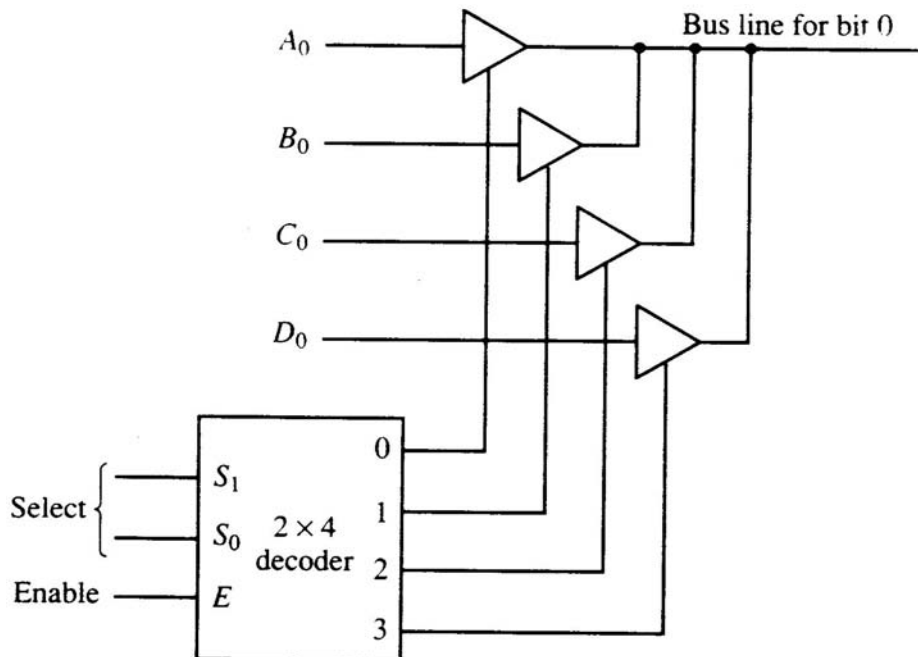 Bus line for bit 0
A₀
B₀
C₀
D₀
0
S₁
1
Select
S₀
2 × 4
decoder
2
Enable
E
3